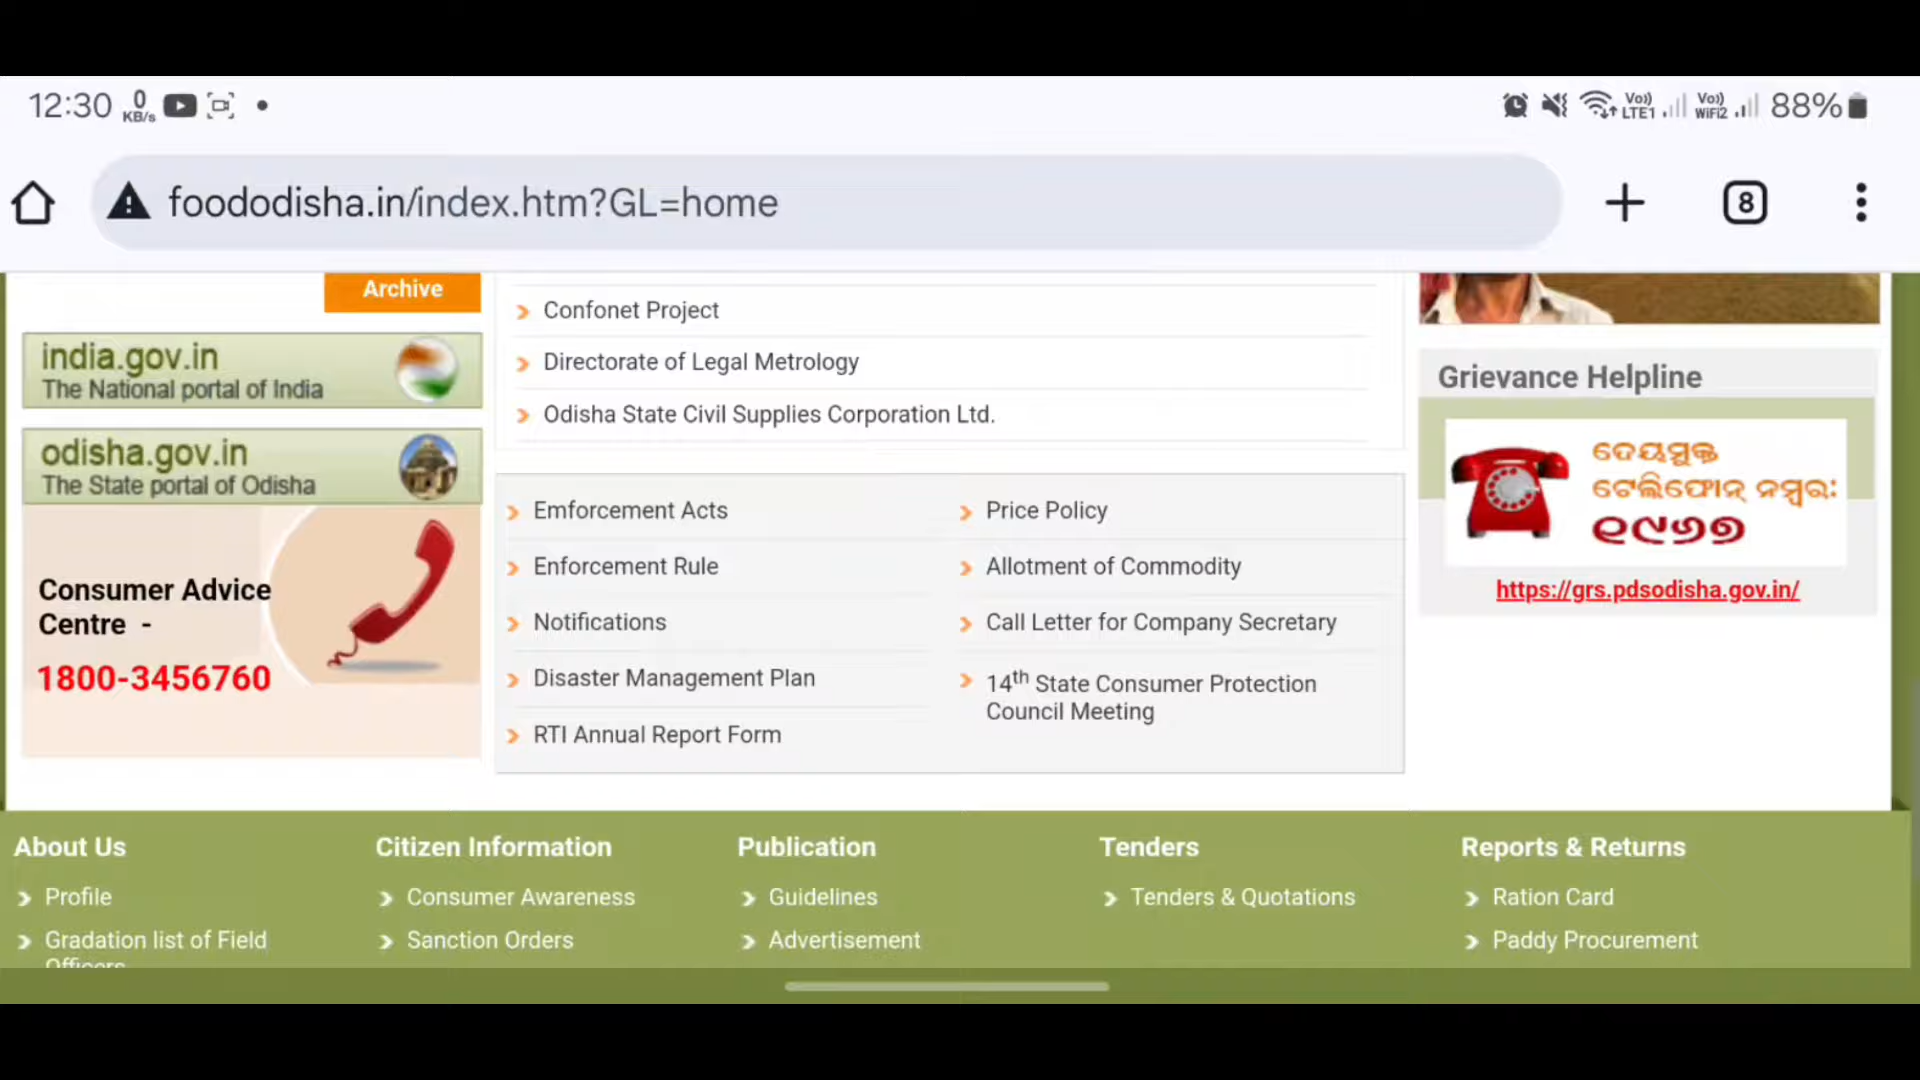 12:30 0 KB/s Vo)) LTE1 Vo)) WiFi2 88%
foododisha.in/index.htm?GL=home 8
Archive
india.gov.in
The National portal of India
odisha.gov.in
The State portal of Odisha
Consumer Advice
Centre -
1800-3456760
Confonet Project
Directorate of Legal Metrology
Odisha State Civil Supplies Corporation Ltd.
Emforcement Acts
Enforcement Rule
Notifications
Disaster Management Plan
RTI Annual Report Form
Price Policy
Allotment of Commodity
Call Letter for Company Secretary
14th State Consumer Protection
Council Meeting
Grievance Helpline
ଦେୟମୁକ୍ତ
ଟେଲିଫୋନ୍ ନମ୍ବର:
୧୯୬୭
https://grs.pdsodisha.gov.in/
About Us
Profile
Gradation list of Field
Officers
Citizen Information
Consumer Awareness
Sanction Orders
Publication
Guidelines
Advertisement
Tenders
Tenders & Quotations
Reports & Returns
Ration Card
Paddy Procurement